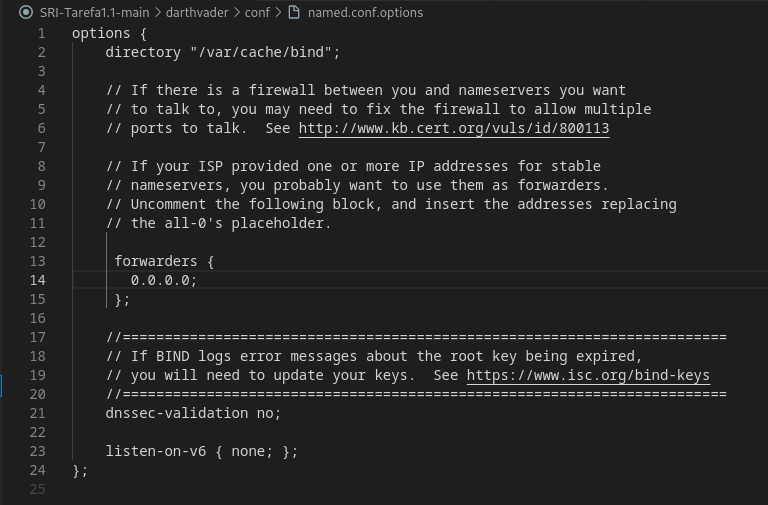 SRI-Tarefa1.1-main > darthvader > conf > named.conf.options
1 options {
2     directory "/var/cache/bind";
3
4     // If there is a firewall between you and nameservers you want
5     // to talk to, you may need to fix the firewall to allow multiple
6     // ports to talk.  See http://www.kb.cert.org/vuls/id/800113
7
8     // If your ISP provided one or more IP addresses for stable
9     // nameservers, you probably want to use them as forwarders.
10     // Uncomment the following block, and insert the addresses replacing
11     // the all-0's placeholder.
12
13      forwarders {
14        0.0.0.0;
15      };
16
17     //=========================================================================
18     // If BIND logs error messages about the root key being expired,
19     // you will need to update your keys.  See https://www.isc.org/bind-keys
20     //=========================================================================
21     dnssec-validation no;
22
23     listen-on-v6 { none; };
24 };
25